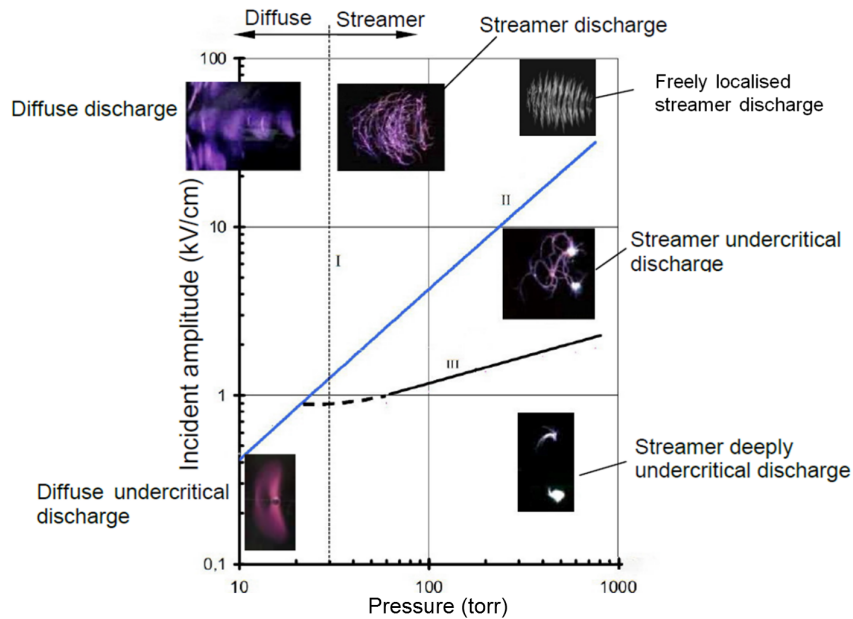 Diffuse Streamer
Streamer discharge
Freely localised
streamer discharge
Diffuse discharge
Streamer undercritical
discharge
Streamer deeply
undercritical discharge
Diffuse undercritical
discharge
Incident amplitude (kV/cm)
100
10
1
0,1
I
II
III
10 100 1000
Pressure (torr)